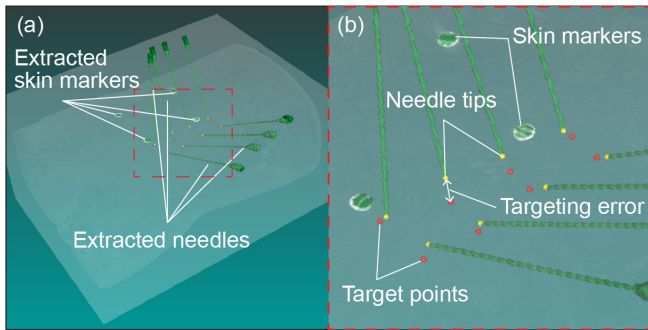 (a)
Extracted
skin markers
Extracted needles
(b)
Skin markers
Needle tips
Targeting error
Target points